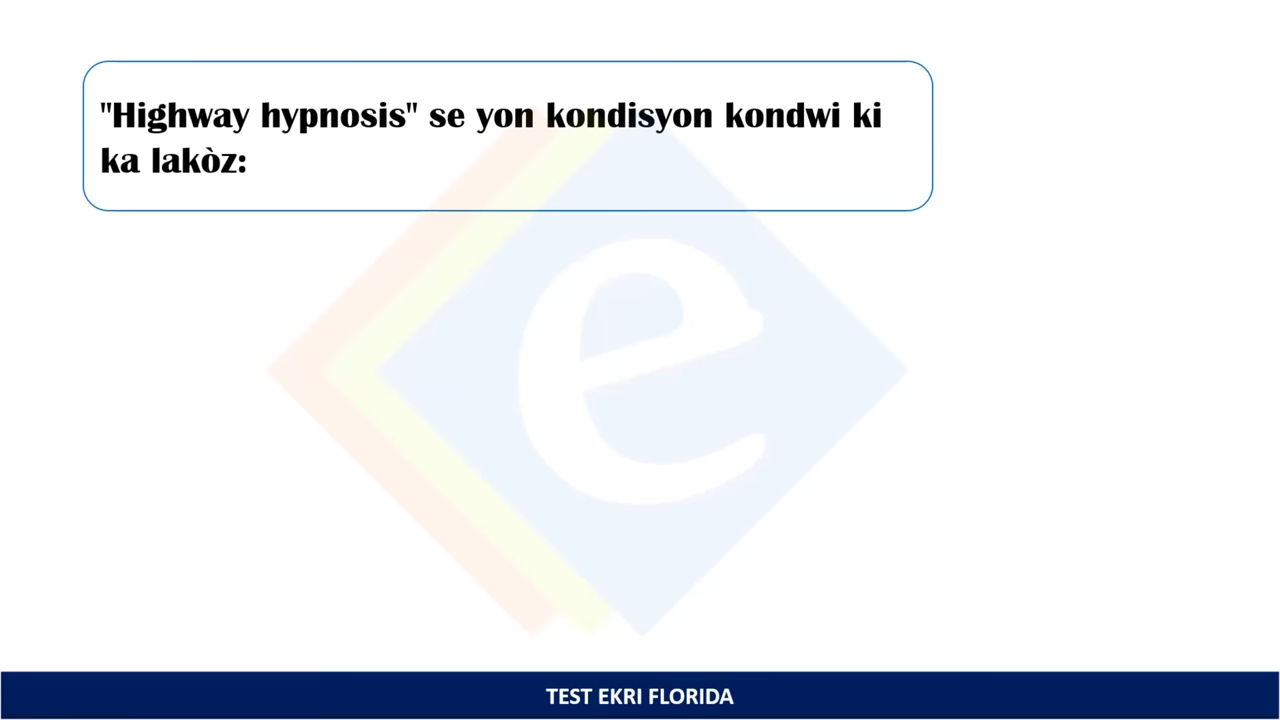 "Highway hypnosis" se yon kondisyon kondwi ki
ka lakòz:
e
TEST EKRI FLORIDA